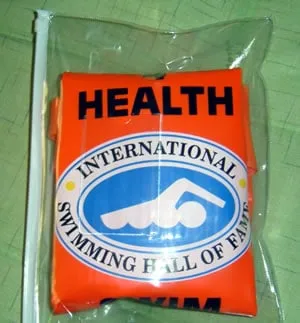 HEALTH
INTERNATIONAL
SWIMMING HALL OF FAME